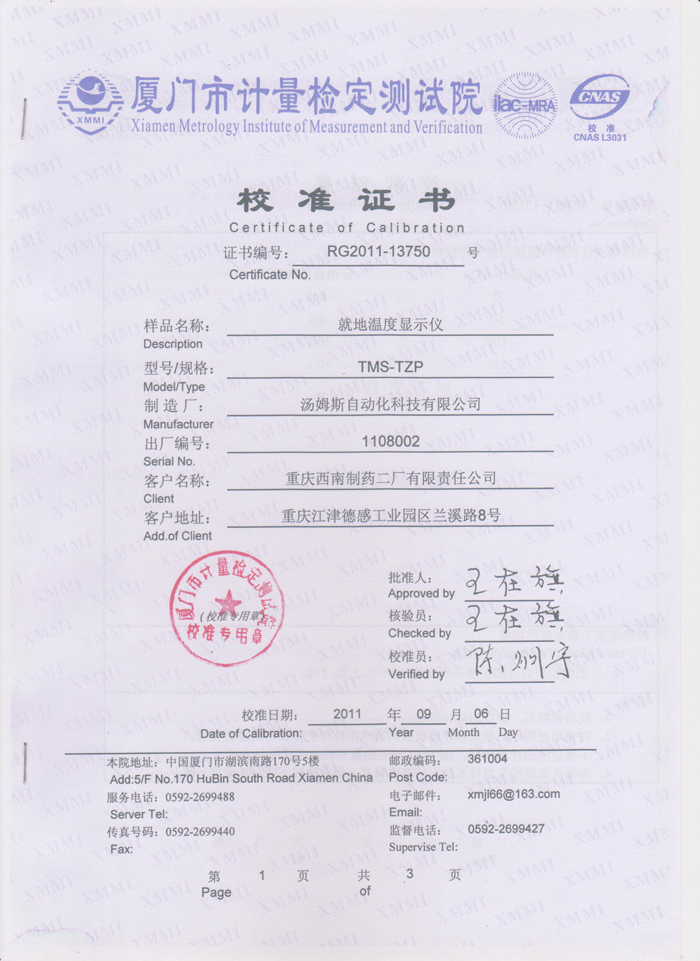 厦门市计量检定测试院
Xiamen Metrology Institute of Measurement and Verification
XMMI
ilac-MRA
CNAS
校 准
CNAS L3031
校 准 证 书
Certificate of Calibration
证书编号： RG2011-13750 号
Certificate No.
样品名称： 就地温度显示仪
Description
型号/规格： TMS-TZP
Model/Type
制 造 厂： 汤姆斯自动化科技有限公司
Manufacturer
出厂编号： 1108002
Serial No.
客户名称： 重庆西南制药二厂有限责任公司
Client
客户地址： 重庆江津德感工业园区兰溪路8号
Add.of Client
厦门市计量检定测试院
(校准专用章)
校准专用章
批准人： 王在旗
Approved by
核验员： 王在旗
Checked by
校准员：
Verified by
校准日期： 2011 年 09 月 06 日
Date of Calibration: Year Month Day
本院地址：中国厦门市湖滨南路170号5楼 邮政编码： 361004
Add:5/F No.170 HuBin South Road Xiamen China Post Code:
服务电话：0592-2699488 电子邮件： xmjl66@163.com
Server Tel: Email:
传真号码：0592-2699440 监督电话： 0592-2699427
Fax: Supervise Tel:
第 1 页 共 3 页
Page of